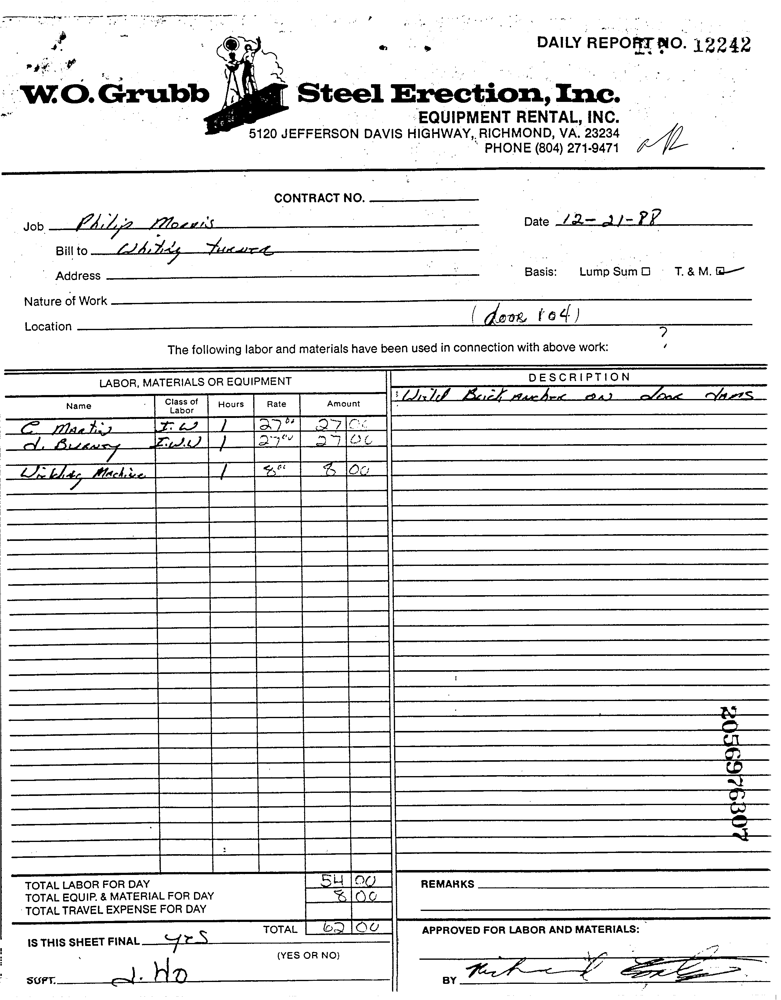 DAILY REPORT NO. 12242
W.O. Grubb Steel Erection, Inc.
EQUIPMENT RENTAL, INC.
5120 JEFFERSON DAVIS HIGHWAY, RICHMOND, VA. 23234
PHONE (804) 271-9471
CONTRACT NO.
Job Philip Morris Date 12-21-88
Bill to Whiting Turner
Address Basis: Lump Sum T. & M.
Nature of Work
Location (door 104)
The following labor and materials have been used in connection with above work: ?
LABOR, MATERIALS OR EQUIPMENT DESCRIPTION
Name Class of Labor Hours Rate Amount
Weld Brick Anchor on door Jams
C Martin I.W 1 27 00 27 00
J. I.W.U 1 27 00 27 00
Machine 1 8 00 8 00
TOTAL LABOR FOR DAY 54 00
TOTAL EQUIP. & MATERIAL FOR DAY 8 00
TOTAL TRAVEL EXPENSE FOR DAY
REMARKS
TOTAL 62 00
IS THIS SHEET FINAL yes
(YES OR NO)
APPROVED FOR LABOR AND MATERIALS:
SUPT. J. Ho
BY
2056976307